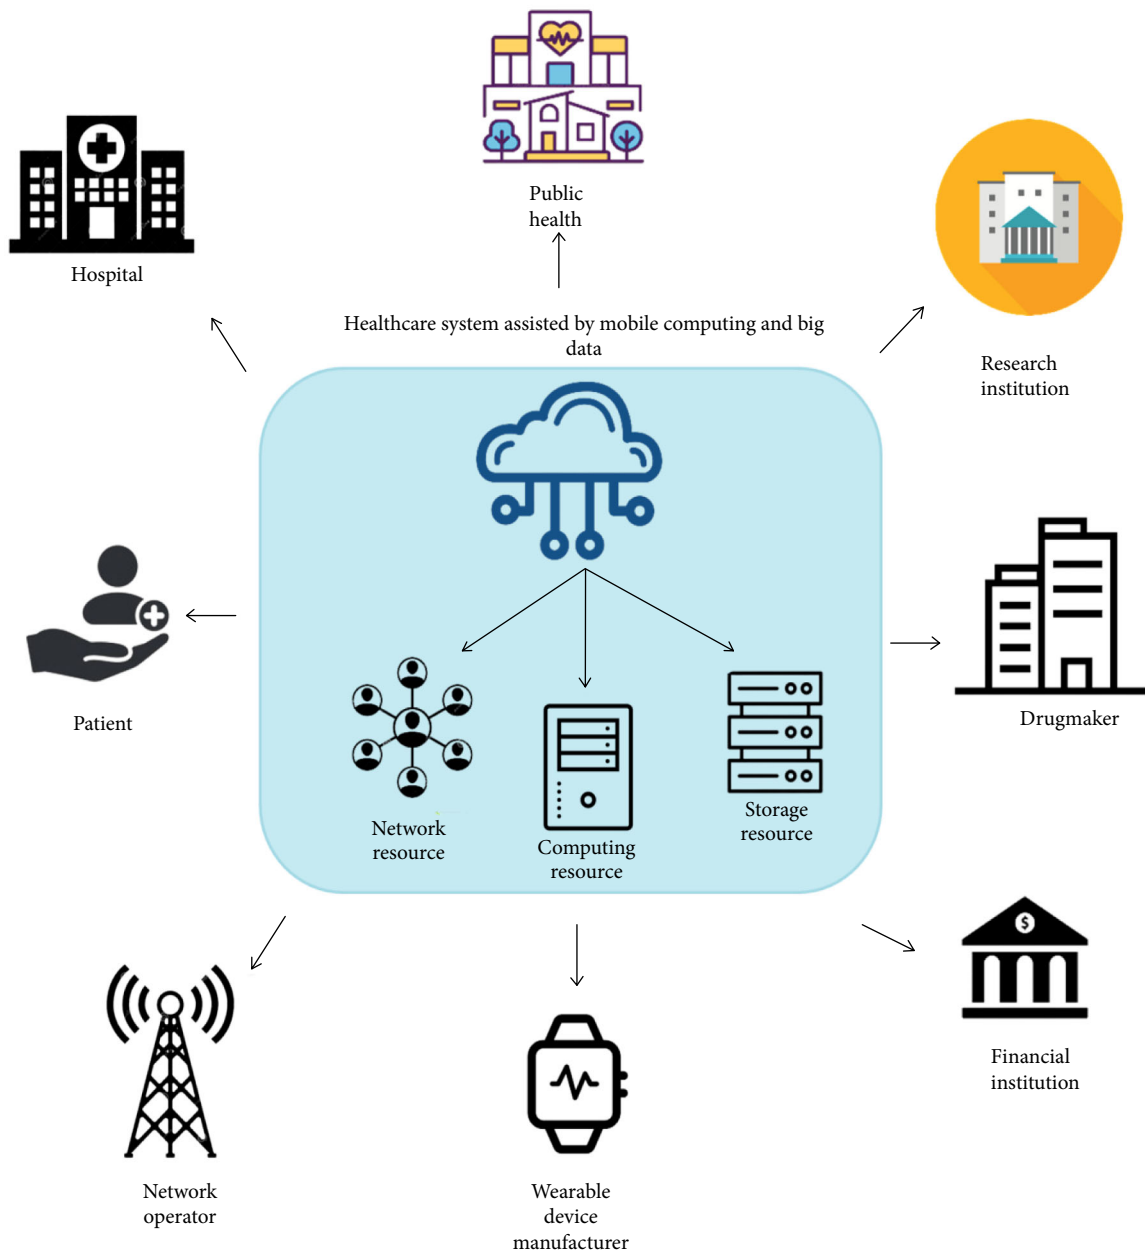 Public
health
Hospital
Healthcare system assisted by mobile computing and big
data
Research
institution
Patient
Drugmaker
Network
resource
Computing
resource
Storage
resource
$
Financial
institution
Network
operator
Wearable
device
manufacturer